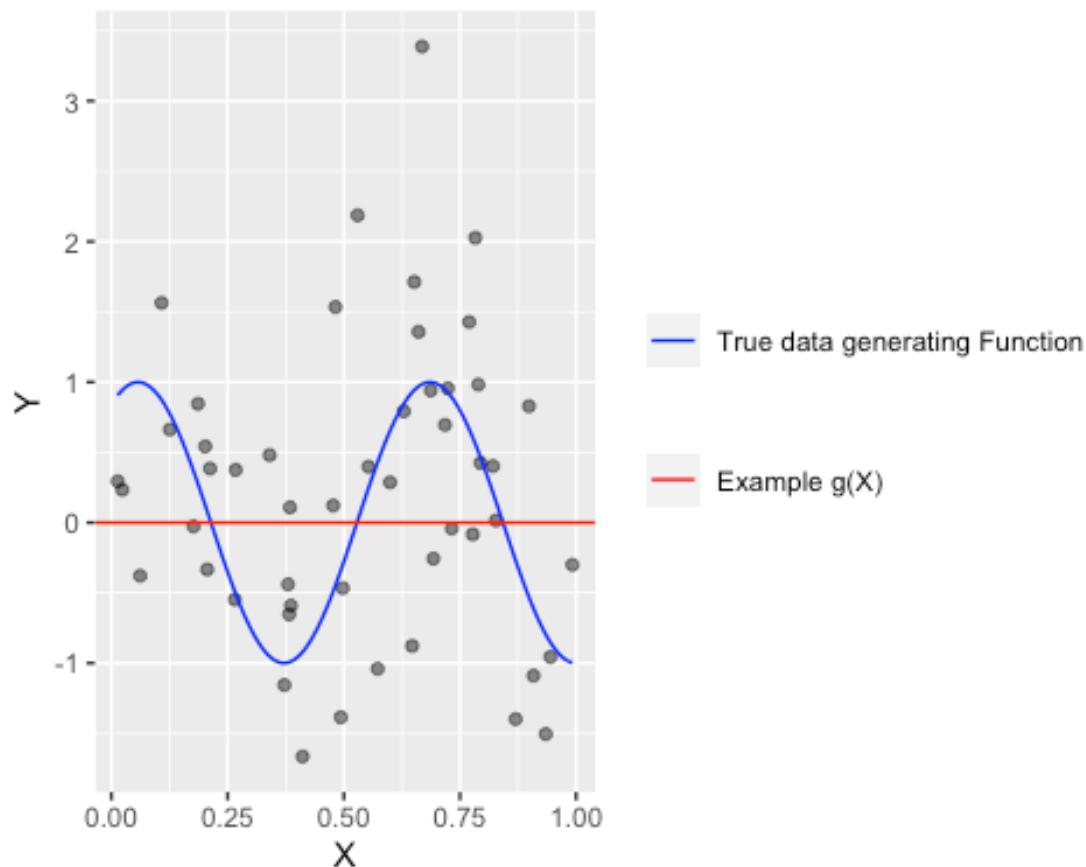 3
2
1
0
-1
Y
0.00 0.25 0.50 0.75 1.00
X
True data generating Function
Example g(X)